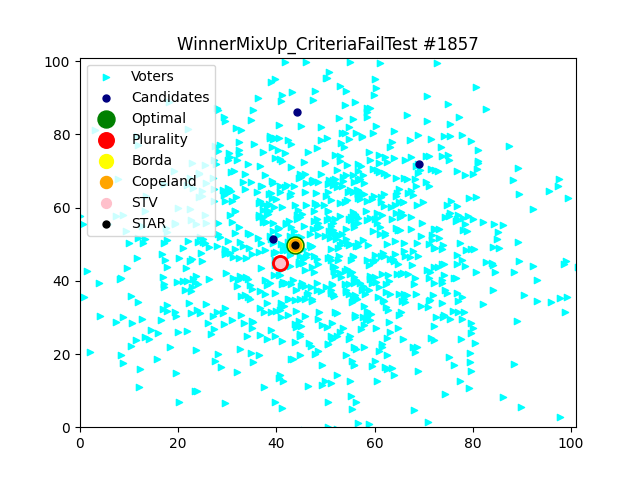 WinnerMixUp_CriteriaFailTest #1857
100
80
60
40
20
0
Voters
Candidates
Optimal
Plurality
Borda
Copeland
STV
STAR
0 20 40 60 80 100